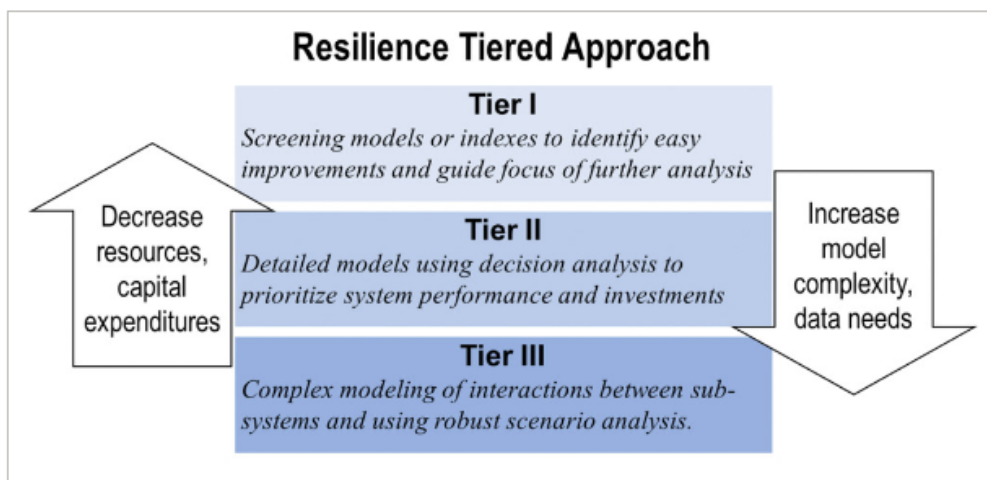 Resilience Tiered Approach
Tier I
Screening models or indexes to identify easy
improvements and guide focus of further analysis
Decrease
resources,
capital
expenditures
Tier II
Detailed models using decision analysis to
prioritize system performance and investments
Increase
model
complexity,
data needs
Tier III
Complex modeling of interactions between sub-
systems and using robust scenario analysis.